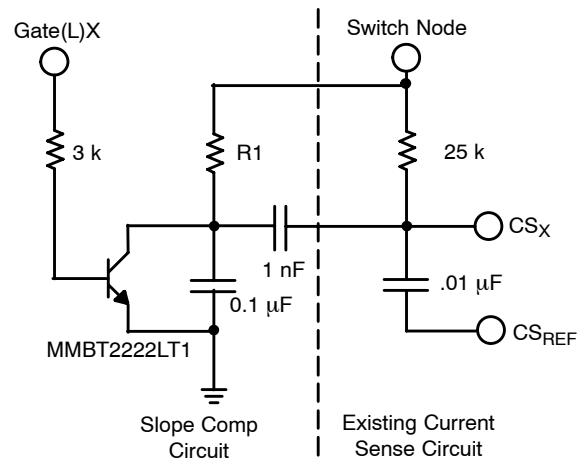 Gate(L)X
Switch Node
3 k
R1
25 k
CSX
1 nF
0.1 μF
.01 μF
CSREF
MMBT2222LT1
Slope Comp
Circuit
Existing Current
Sense Circuit